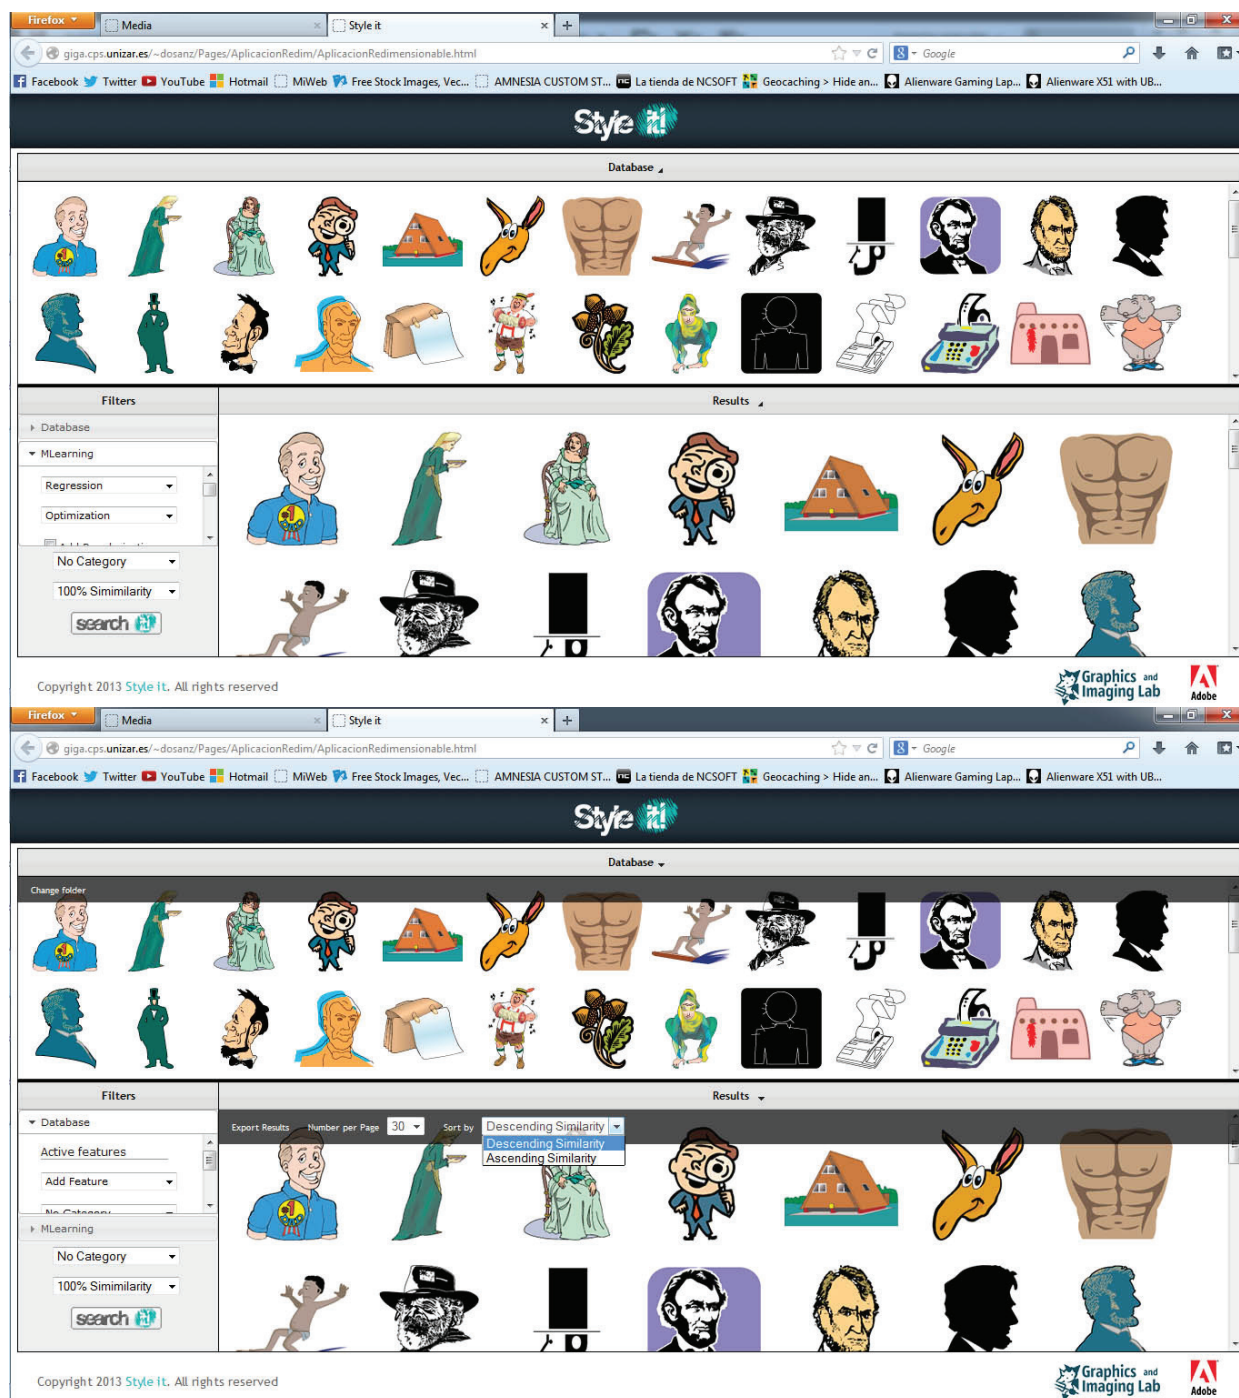 Firefox
Media
Style it
giga.cps.unizar.es/~dosanz/Pages/AplicacionRedim/AplicacionRedimensionable.html
Google
Facebook Twitter YouTube Hotmail MiWeb Free Stock Images, Vec... AMNESIA CUSTOM ST... La tienda de NCSOFT Geocaching > Hide an... Alienware Gaming Lap... Alienware X51 with UB...
Style it!
Database
Filters
Results
Database
MLearning
Regression
Optimization
No Category
100% Simimilarity
search it!
Copyright 2013 Style it. All rights reserved
Graphics and
Imaging Lab
Adobe
Firefox
Media
Style it
giga.cps.unizar.es/~dosanz/Pages/AplicacionRedim/AplicacionRedimensionable.html
Google
Facebook Twitter YouTube Hotmail MiWeb Free Stock Images, Vec... AMNESIA CUSTOM ST... La tienda de NCSOFT Geocaching > Hide an... Alienware Gaming Lap... Alienware X51 with UB...
Style it!
Database
Change folder
Filters
Results
Database
Export Results Number per Page 30 Sort by Descending Similarity
Descending Similarity
Ascending Similarity
Active features
Add Feature
No Category
MLearning
No Category
100% Simimilarity
search it!
Copyright 2013 Style it. All rights reserved
Graphics and
Imaging Lab
Adobe